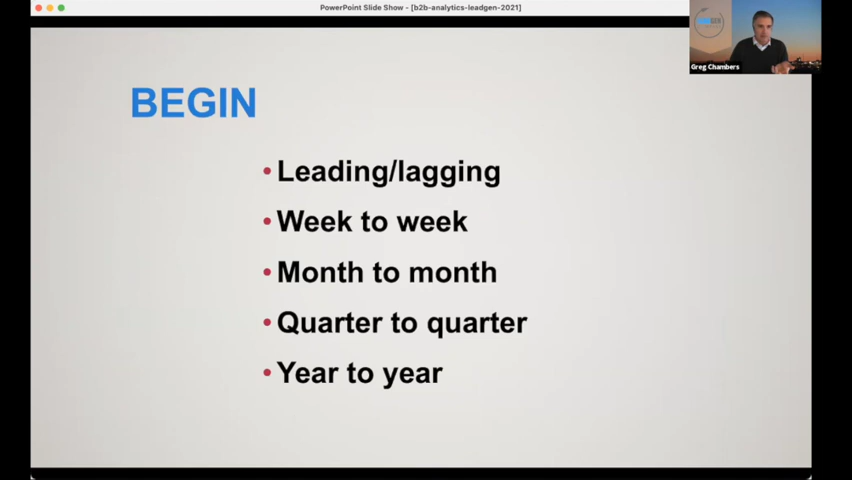 PowerPoint Slide Show - [b2b-analytics-leadgen-2021]
Greg Chambers
BEGIN
• Leading/lagging
• Week to week
• Month to month
• Quarter to quarter
• Year to year